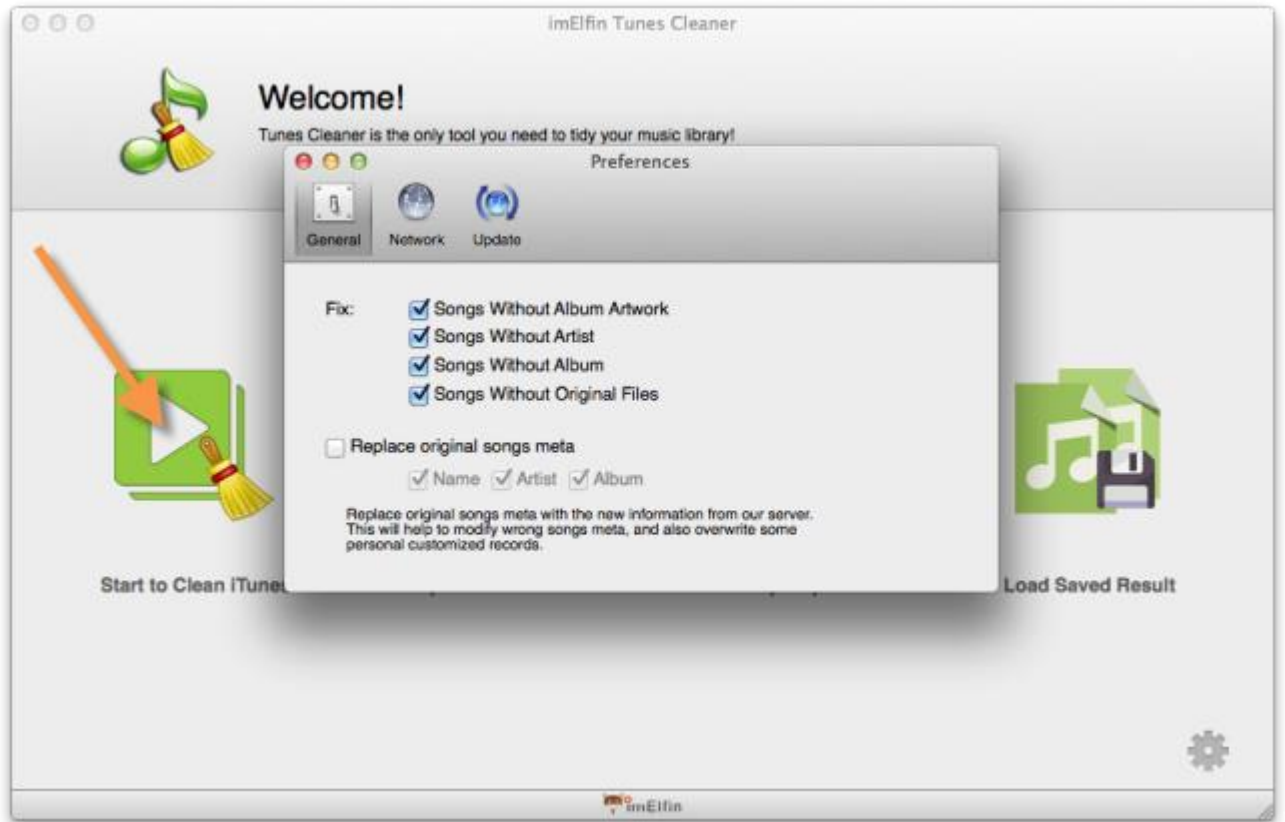 imElfin Tunes Cleaner
Welcome!
Tunes Cleaner is the only tool you need to tidy your music library!
Preferences
General Network Update
Fix: Songs Without Album Artwork
Songs Without Artist
Songs Without Album
Songs Without Original Files
Replace original songs meta
Name Artist Album
Replace original songs meta with the new information from our server.
This will help to modify wrong songs meta, and also overwrite some
personal customized records.
Start to Clean Load Saved Result
imElfin